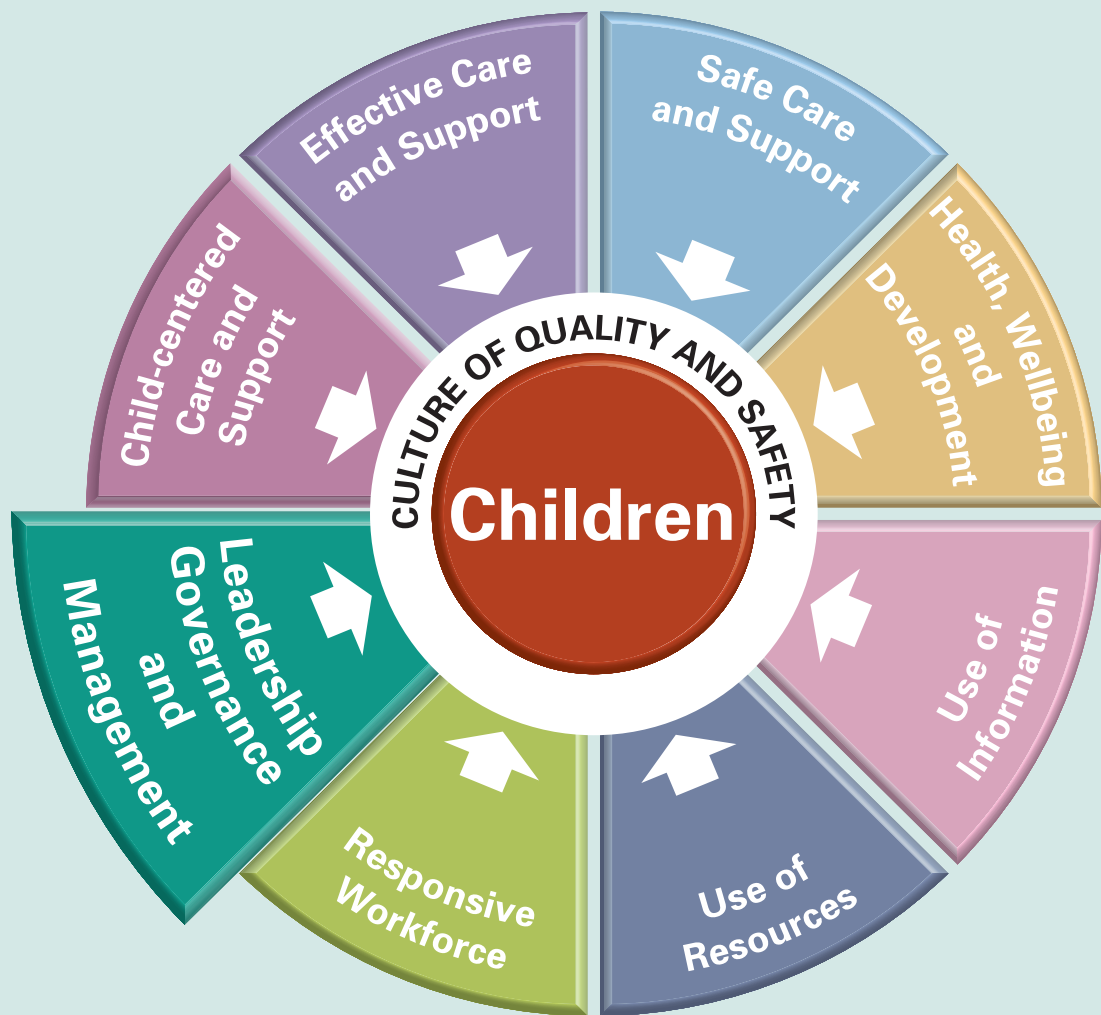 Effective Care
and Support
Safe Care
and Support
Health, Wellbeing
and
Development
Use of
Information
Use of
Resources
Responsive
Workforce
Leadership
Governance
and
Management
Child-centered
Care and
Support
CULTURE OF QUALITY AND SAFETY
Children